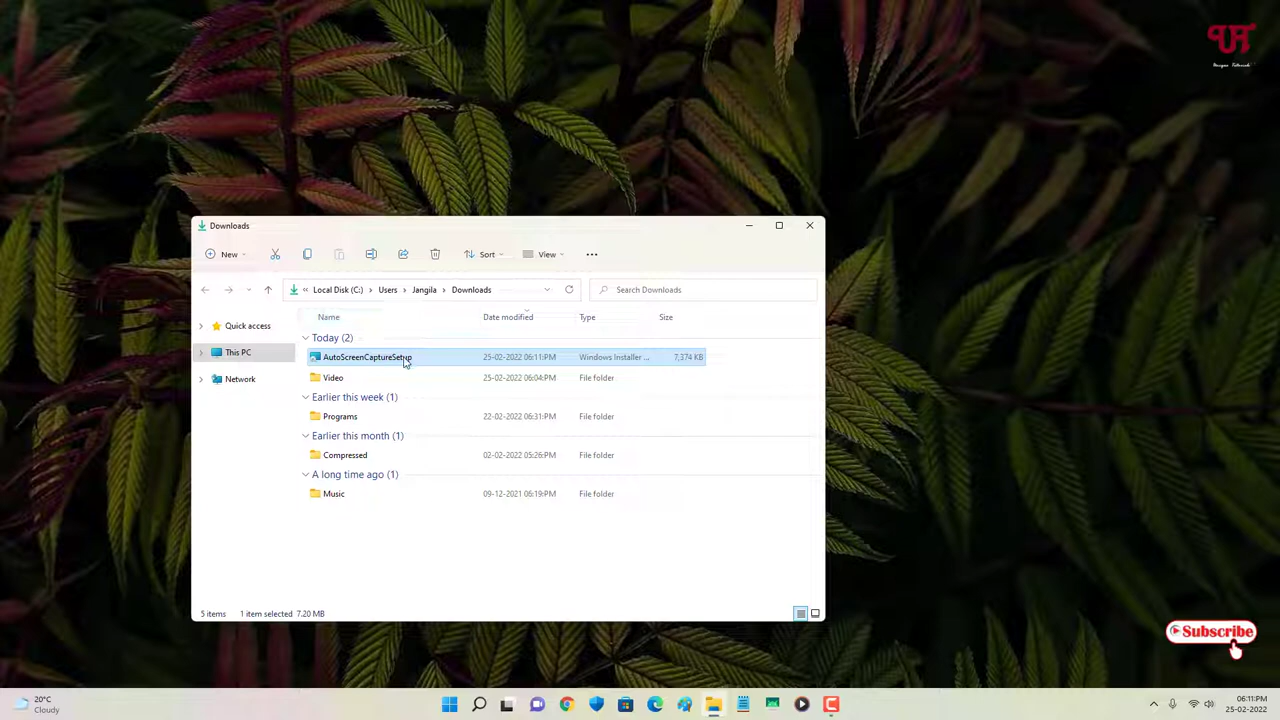 UT
Unique Tutorials
Downloads
New
Sort
View
Local Disk (C:) > Users > Jangila > Downloads
Search Downloads
Name Date modified Type Size
Quick access
This PC
Network
Today (2)
AutoScreenCaptureSetup 25-02-2022 06:11:PM Windows Installer ... 7,374 KB
Video 25-02-2022 06:04:PM File folder
Earlier this week (1)
Programs 22-02-2022 06:31:PM File folder
Earlier this month (1)
Compressed 02-02-2022 05:26:PM File folder
A long time ago (1)
Music 09-12-2021 06:19:PM File folder
5 items 1 item selected 7.20 MB
Subscribe
20°C
Cloudy
06:11:PM
25-02-2022